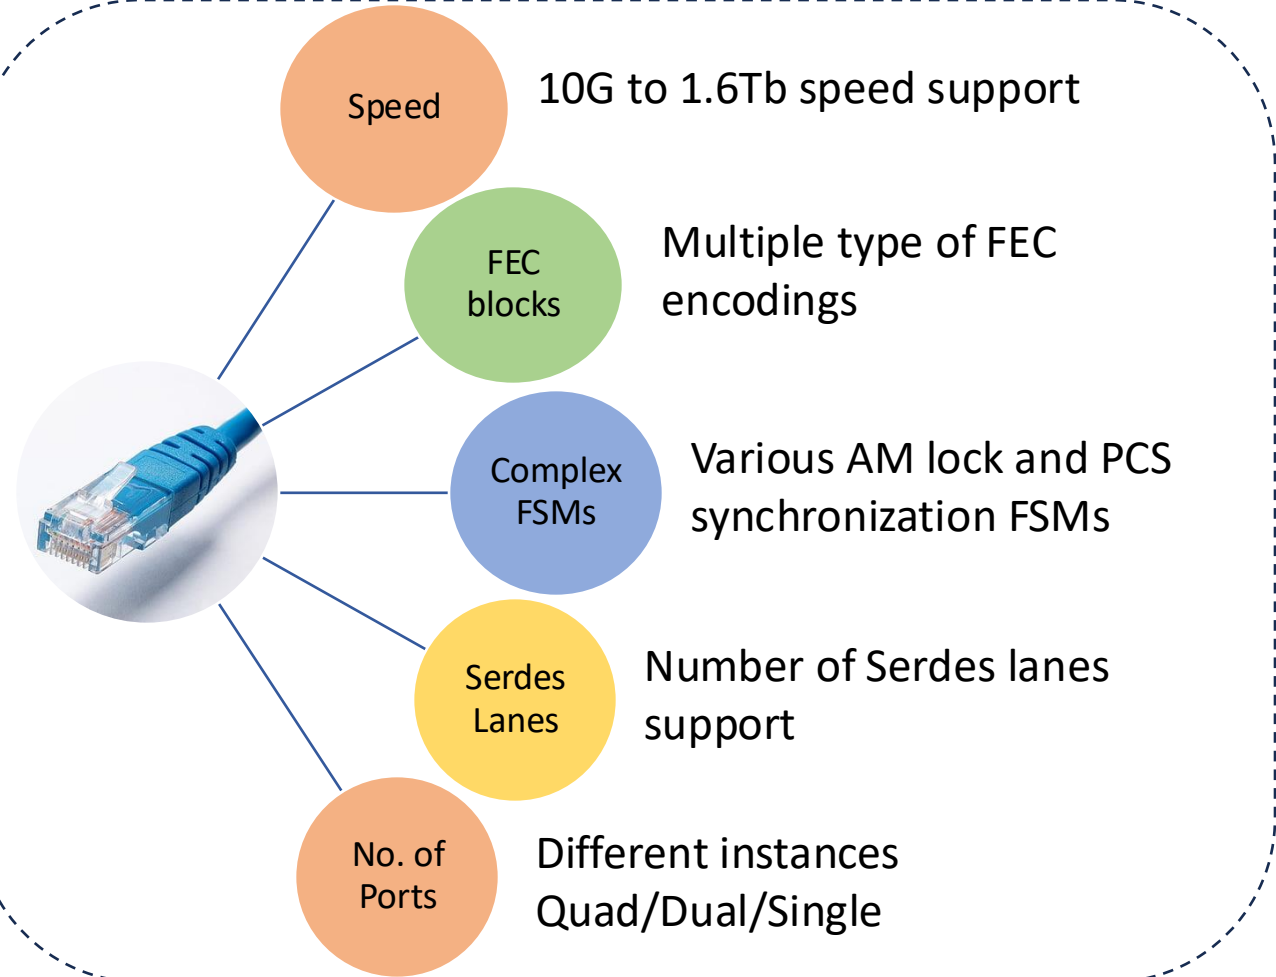 Speed
10G to 1.6Tb speed support
FEC
blocks
Multiple type of FEC
encodings
Complex
FSMs
Various AM lock and PCS
synchronization FSMs
Serdes
Lanes
Number of Serdes lanes
support
No. of
Ports
Different instances
Quad/Dual/Single